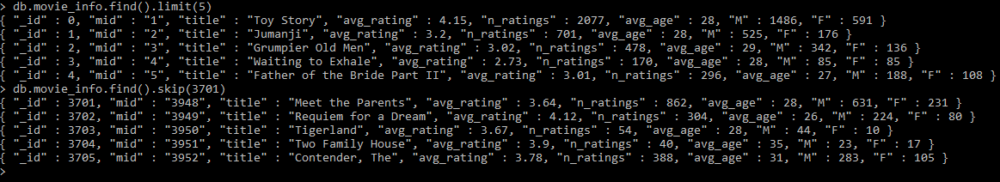 > db.movie_info.find().limit(5)
{ "_id" : 0, "mid" : "1", "title" : "Toy Story", "avg_rating" : 4.15, "n_ratings" : 2077, "avg_age" : 28, "M" : 1486, "F" : 591 }
{ "_id" : 1, "mid" : "2", "title" : "Jumanji", "avg_rating" : 3.2, "n_ratings" : 701, "avg_age" : 28, "M" : 525, "F" : 176 }
{ "_id" : 2, "mid" : "3", "title" : "Grumpier Old Men", "avg_rating" : 3.02, "n_ratings" : 478, "avg_age" : 29, "M" : 342, "F" : 136 }
{ "_id" : 3, "mid" : "4", "title" : "Waiting to Exhale", "avg_rating" : 2.73, "n_ratings" : 170, "avg_age" : 28, "M" : 85, "F" : 85 }
{ "_id" : 4, "mid" : "5", "title" : "Father of the Bride Part II", "avg_rating" : 3.01, "n_ratings" : 296, "avg_age" : 27, "M" : 188, "F" : 108 }
> db.movie_info.find().skip(3701)
{ "_id" : 3701, "mid" : "3948", "title" : "Meet the Parents", "avg_rating" : 3.64, "n_ratings" : 862, "avg_age" : 28, "M" : 631, "F" : 231 }
{ "_id" : 3702, "mid" : "3949", "title" : "Requiem for a Dream", "avg_rating" : 4.12, "n_ratings" : 304, "avg_age" : 26, "M" : 224, "F" : 80 }
{ "_id" : 3703, "mid" : "3950", "title" : "Tigerland", "avg_rating" : 3.67, "n_ratings" : 54, "avg_age" : 28, "M" : 44, "F" : 10 }
{ "_id" : 3704, "mid" : "3951", "title" : "Two Family House", "avg_rating" : 3.9, "n_ratings" : 40, "avg_age" : 35, "M" : 23, "F" : 17 }
{ "_id" : 3705, "mid" : "3952", "title" : "Contender, The", "avg_rating" : 3.78, "n_ratings" : 388, "avg_age" : 31, "M" : 283, "F" : 105 }
>